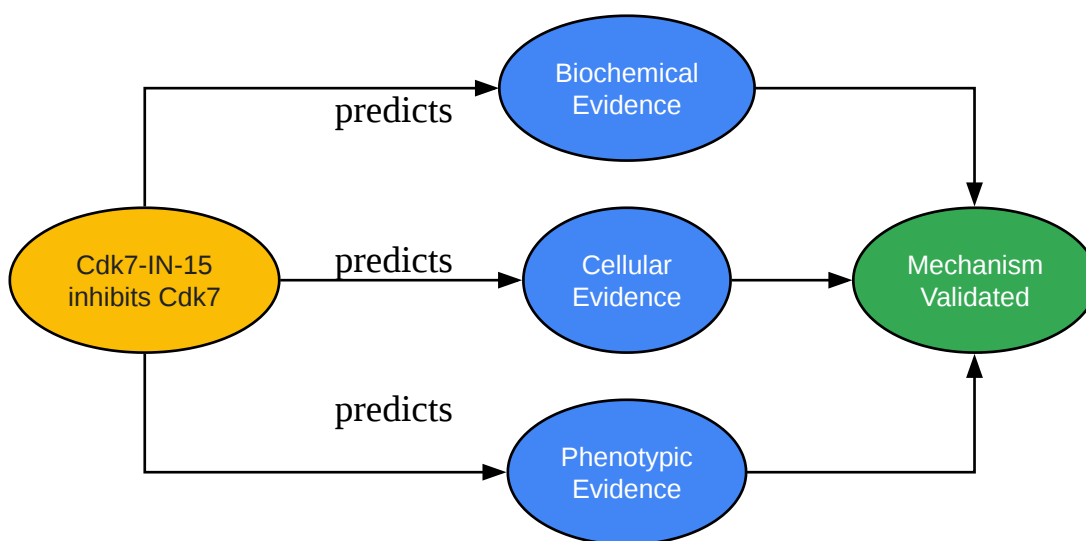 Biochemical
Evidence
predicts
Cdk7-IN-15
inhibits Cdk7
predicts
Cellular
Evidence
Mechanism
Validated
predicts
Phenotypic
Evidence